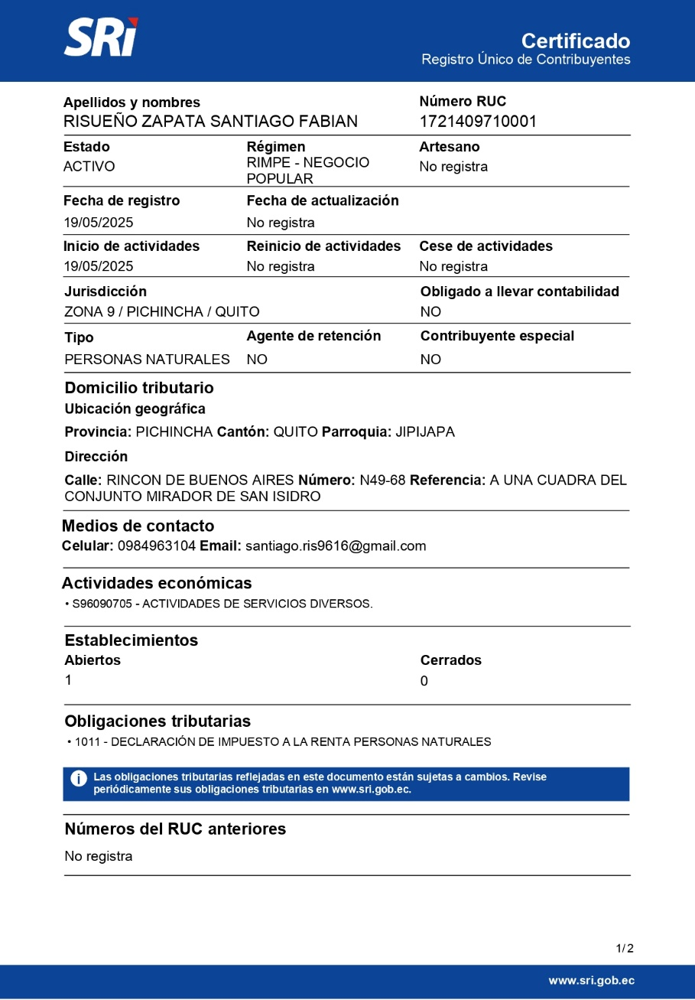 SRi
Certificado
Registro Único de Contribuyentes
Apellidos y nombres
RISUEÑO ZAPATA SANTIAGO FABIAN
Número RUC
1721409710001
Estado
ACTIVO
Régimen
RIMPE - NEGOCIO
POPULAR
Artesano
No registra
Fecha de registro
19/05/2025
Fecha de actualización
No registra
Inicio de actividades
19/05/2025
Reinicio de actividades
No registra
Cese de actividades
No registra
Jurisdicción
ZONA 9 / PICHINCHA / QUITO
Obligado a llevar contabilidad
NO
Tipo
PERSONAS NATURALES
Agente de retención
NO
Contribuyente especial
NO
Domicilio tributario
Ubicación geográfica
Provincia: PICHINCHA Cantón: QUITO Parroquia: JIPIJAPA
Dirección
Calle: RINCON DE BUENOS AIRES Número: N49-68 Referencia: A UNA CUADRA DEL
CONJUNTO MIRADOR DE SAN ISIDRO
Medios de contacto
Celular: 0984963104 Email: santiago.ris9616@gmail.com
Actividades económicas
• S96090705 - ACTIVIDADES DE SERVICIOS DIVERSOS.
Establecimientos
Abiertos
1
Cerrados
0
Obligaciones tributarias
• 1011 - DECLARACIÓN DE IMPUESTO A LA RENTA PERSONAS NATURALES
i Las obligaciones tributarias reflejadas en este documento están sujetas a cambios. Revise
periódicamente sus obligaciones tributarias en www.sri.gob.ec.
Números del RUC anteriores
No registra
1/2
www.sri.gob.ec